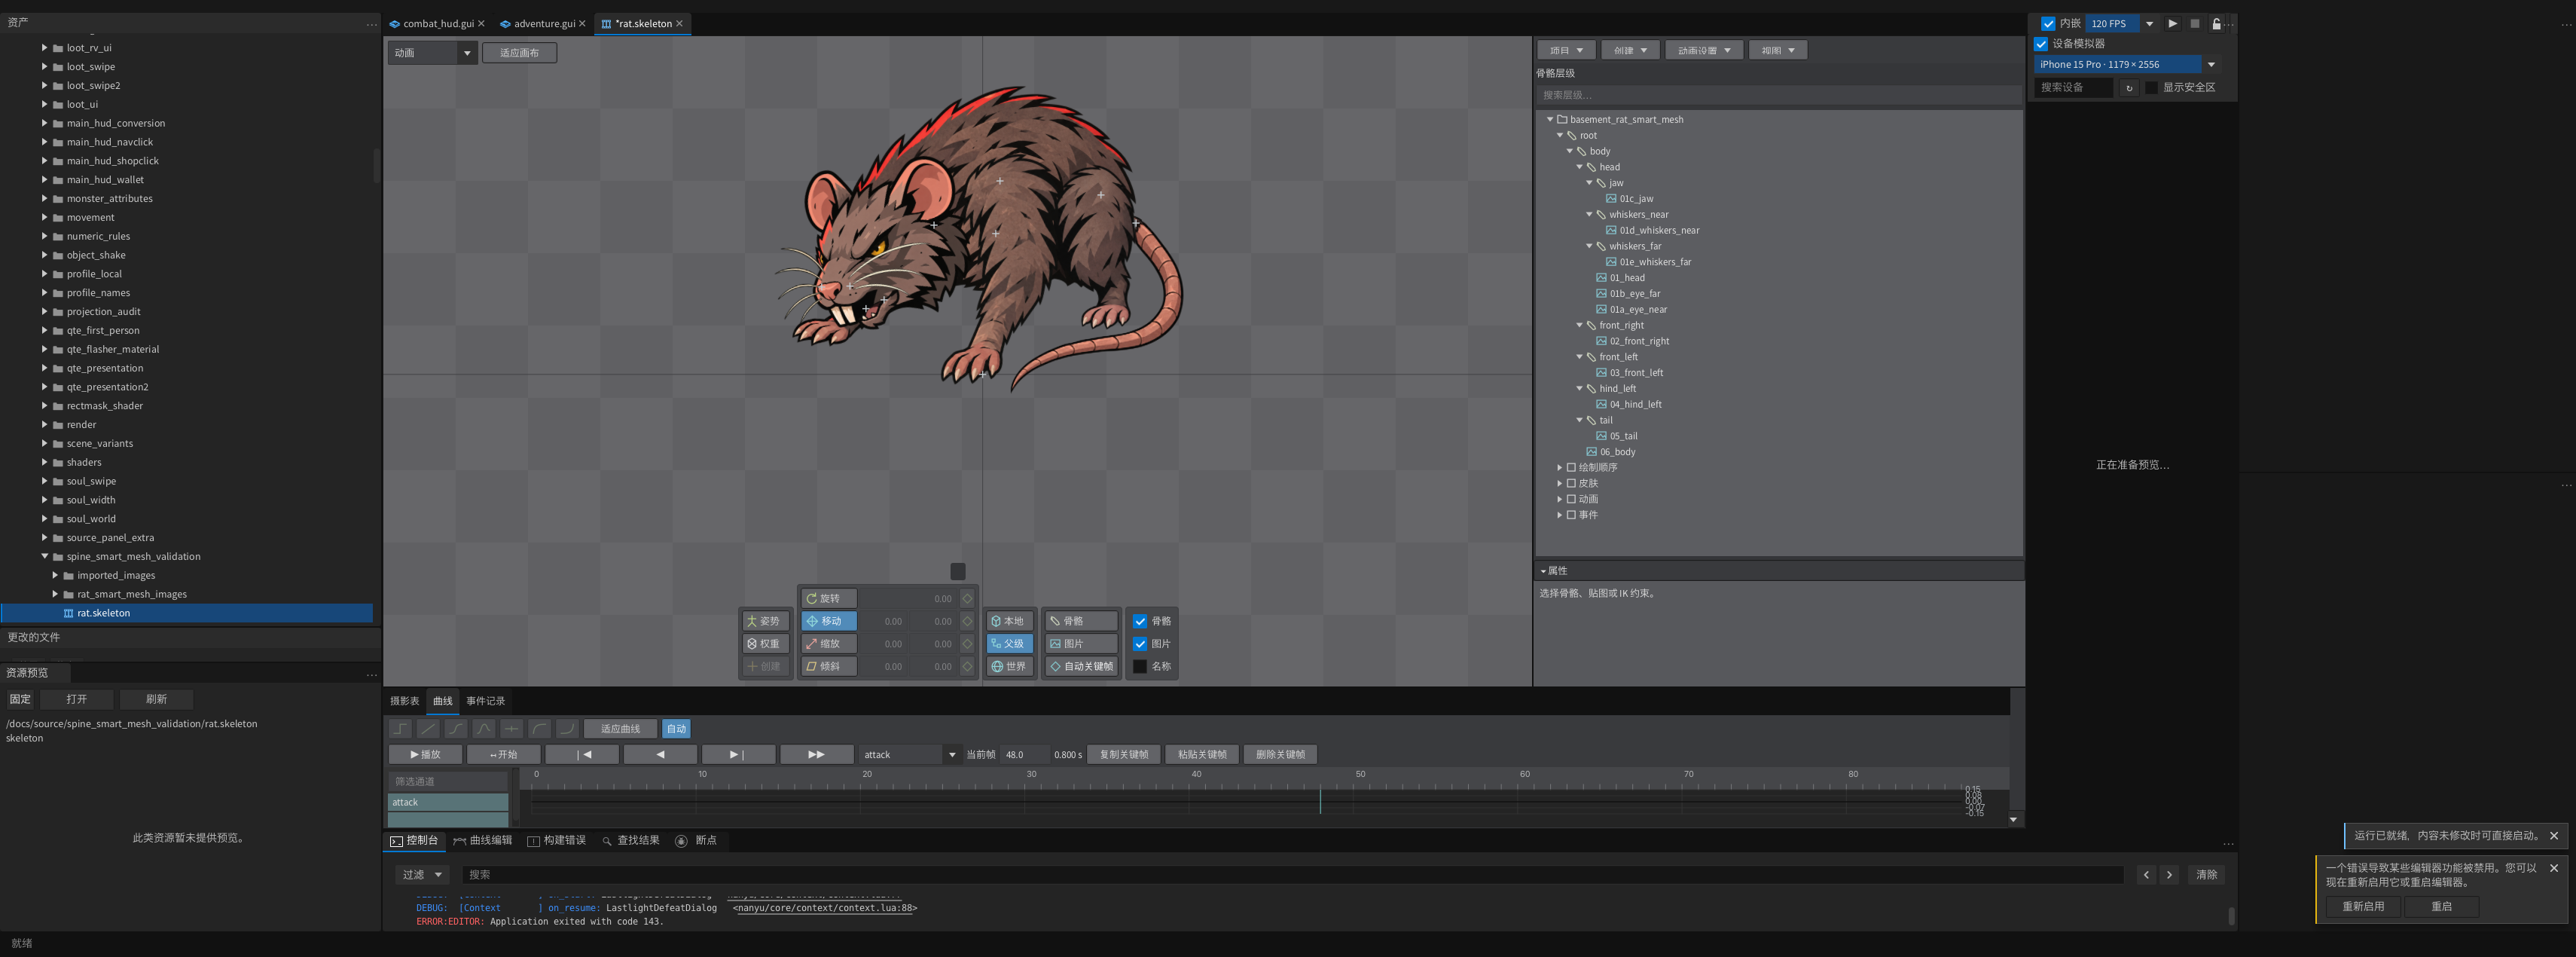 资产
loot_rv_ui
loot_swipe
loot_swipe2
loot_ui
main_hud_conversion
main_hud_navclick
main_hud_shopclick
main_hud_wallet
monster_attributes
movement
numeric_rules
object_shake
profile_local
profile_names
projection_audit
qte_first_person
qte_flasher_material
qte_presentation
qte_presentation2
rectmask_shader
render
scene_variants
shaders
soul_swipe
soul_width
soul_world
source_panel_extra
spine_smart_mesh_validation
imported_images
rat_smart_mesh_images
rat.skeleton
更改的文件
资源预览
固定 打开 刷新
/docs/source/spine_smart_mesh_validation/rat.skeleton
skeleton
此类资源暂未提供预览。
就绪
combat_hud.gui adventure.gui *rat.skeleton
动画 适应画布
旋转 0.00
姿势 移动 0.00 0.00 本地 骨骼 骨骼
权重 缩放 0.00 0.00 父级 图片 图片
创建 倾斜 0.00 0.00 世界 自动关键帧 名称
项目 创建 动画设置 视图
骨骼层级
搜索层级...
basement_rat_smart_mesh
root
body
head
jaw
01c_jaw
whiskers_near
01d_whiskers_near
whiskers_far
01e_whiskers_far
01_head
01b_eye_far
01a_eye_near
front_right
02_front_right
front_left
03_front_left
hind_left
04_hind_left
tail
05_tail
06_body
绘制顺序
皮肤
动画
事件
属性
选择骨骼、贴图或 IK 约束。
摄影表 曲线 事件记录
适应曲线 自动
播放 开始 attack 当前帧 48.0 0.800 s 复制关键帧 粘贴关键帧 删除关键帧
筛选通道 0 10 20 30 40 50 60 70 80
attack
0.15
0.08
0.00
-0.07
-0.15
控制台 曲线编辑 构建错误 查找结果 断点
过滤 搜索 清除
DEBUG: [Context ] on_resume: LastlightDefeatDialog <nanyu/core/context/context.lua:88>
ERROR:EDITOR: Application exited with code 143.
内嵌 120 FPS
设备模拟器
iPhone 15 Pro · 1179 × 2556
搜索设备 显示安全区
正在准备预览...
运行已就绪，内容未修改时可直接启动。
一个错误导致某些编辑器功能被禁用。您可以
现在重新启用它或重启编辑器。
重新启用 重启